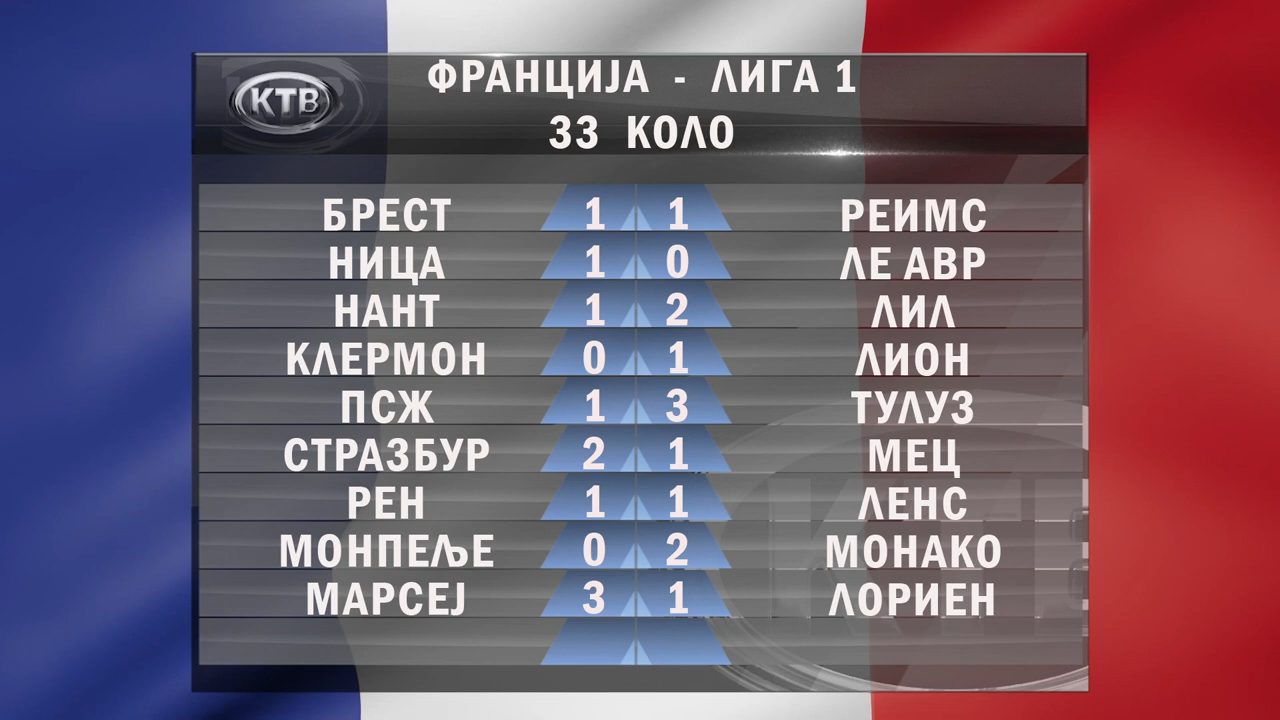 КТВ
ФРАНЦИЈА - ЛИГА 1
33 КОЛО
БРЕСТ 1 1 РЕИМС
НИЦА 1 0 ЛЕ АВР
НАНТ 1 2 ЛИЛ
КЛЕРМОН 0 1 ЛИОН
ПСЖ 1 3 ТУЛУЗ
СТРАЗБУР 2 1 МЕЦ
РЕН 1 1 ЛЕНС
МОНПЕЉЕ 0 2 МОНАКО
МАРСЕЈ 3 1 ЛОРИЕН